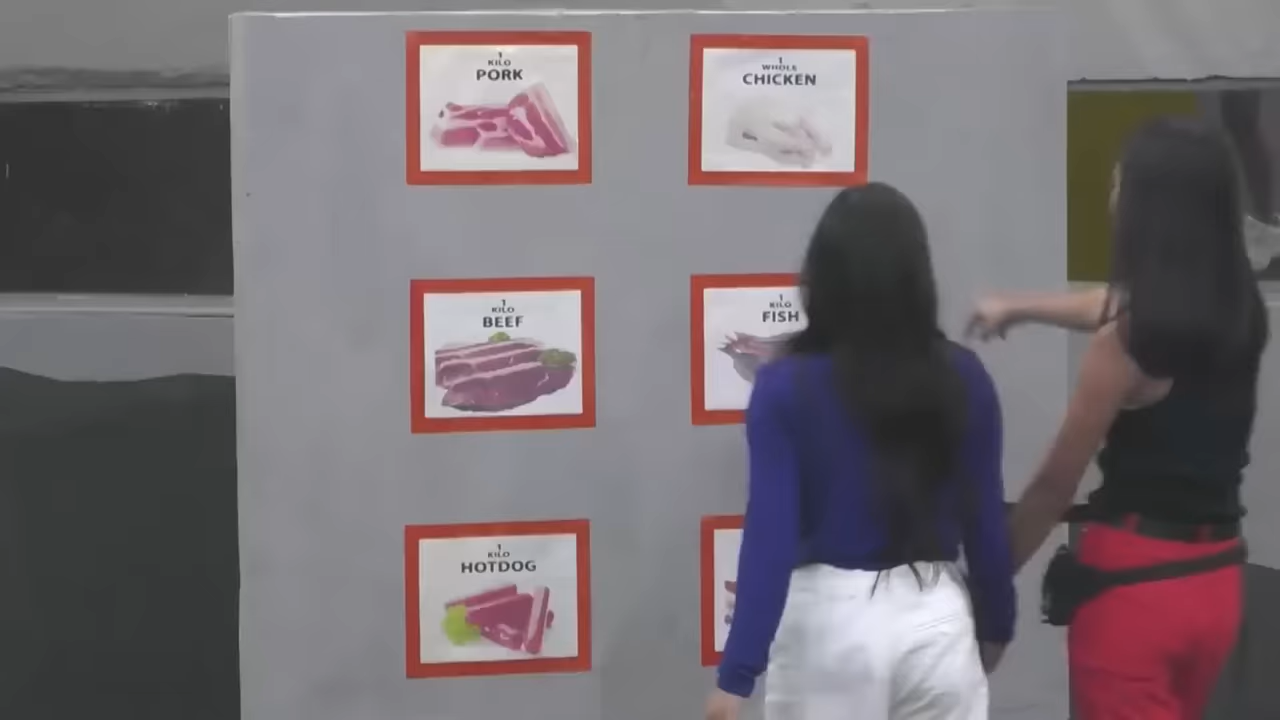 1
KILO
PORK
1
WHOLE
CHICKEN
1
KILO
BEEF
1
KILO
FISH
1
KILO
HOTDOG